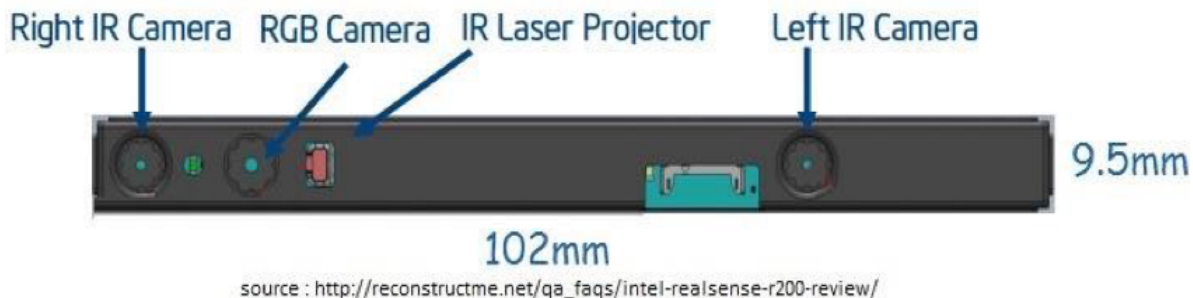 Right IR Camera RGB Camera IR Laser Projector Left IR Camera
9.5mm
102mm
source : http://reconstructme.net/qa_faqs/intel-realsense-r200-review/